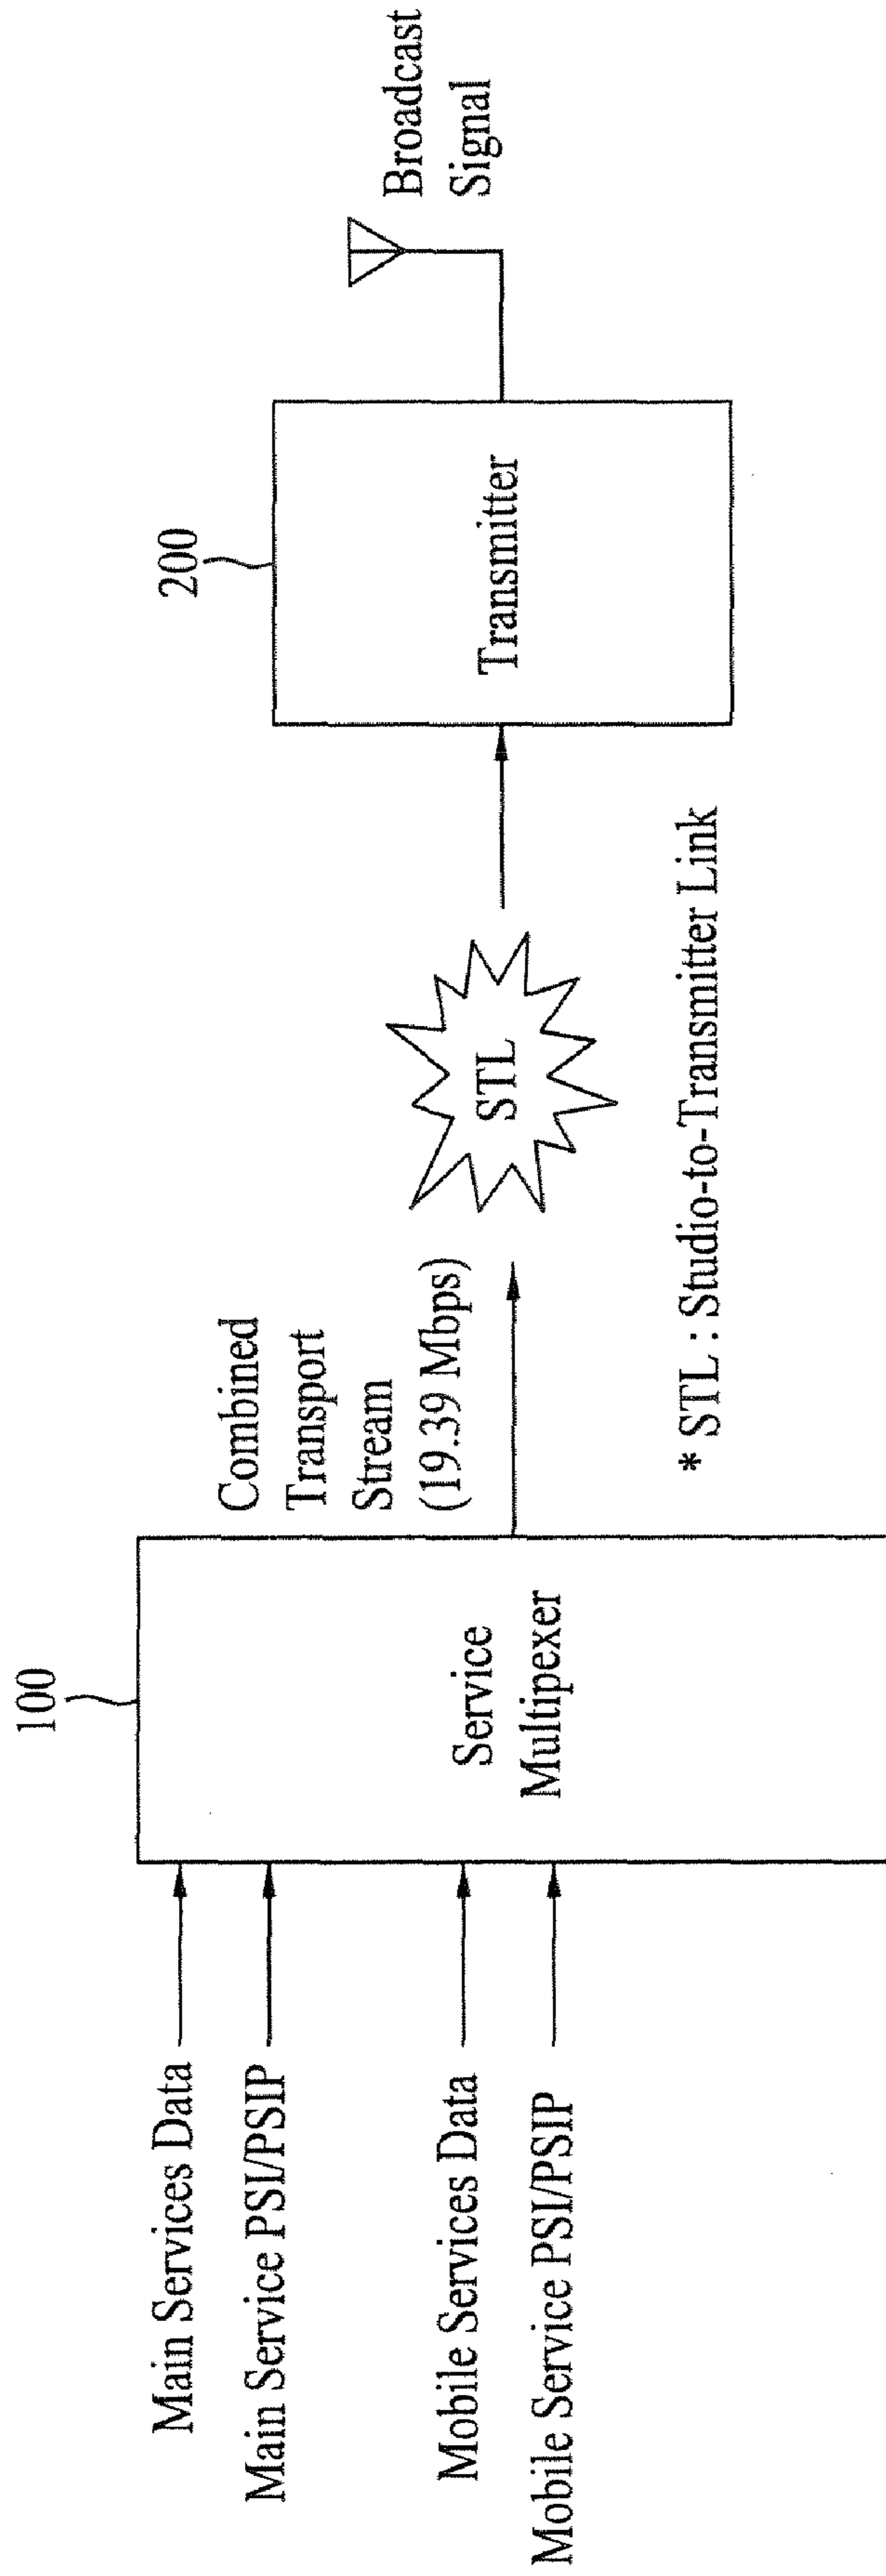 100
200
Main Services Data
Main Service PSI/PSIP
Mobile Services Data
Mobile Service PSI/PSIP
Service
Multipexer
Combined
Transport
Stream
(19.39 Mbps)
STL
Transmitter
Broadcast
Signal
* STL : Studio-to-Transmitter Link